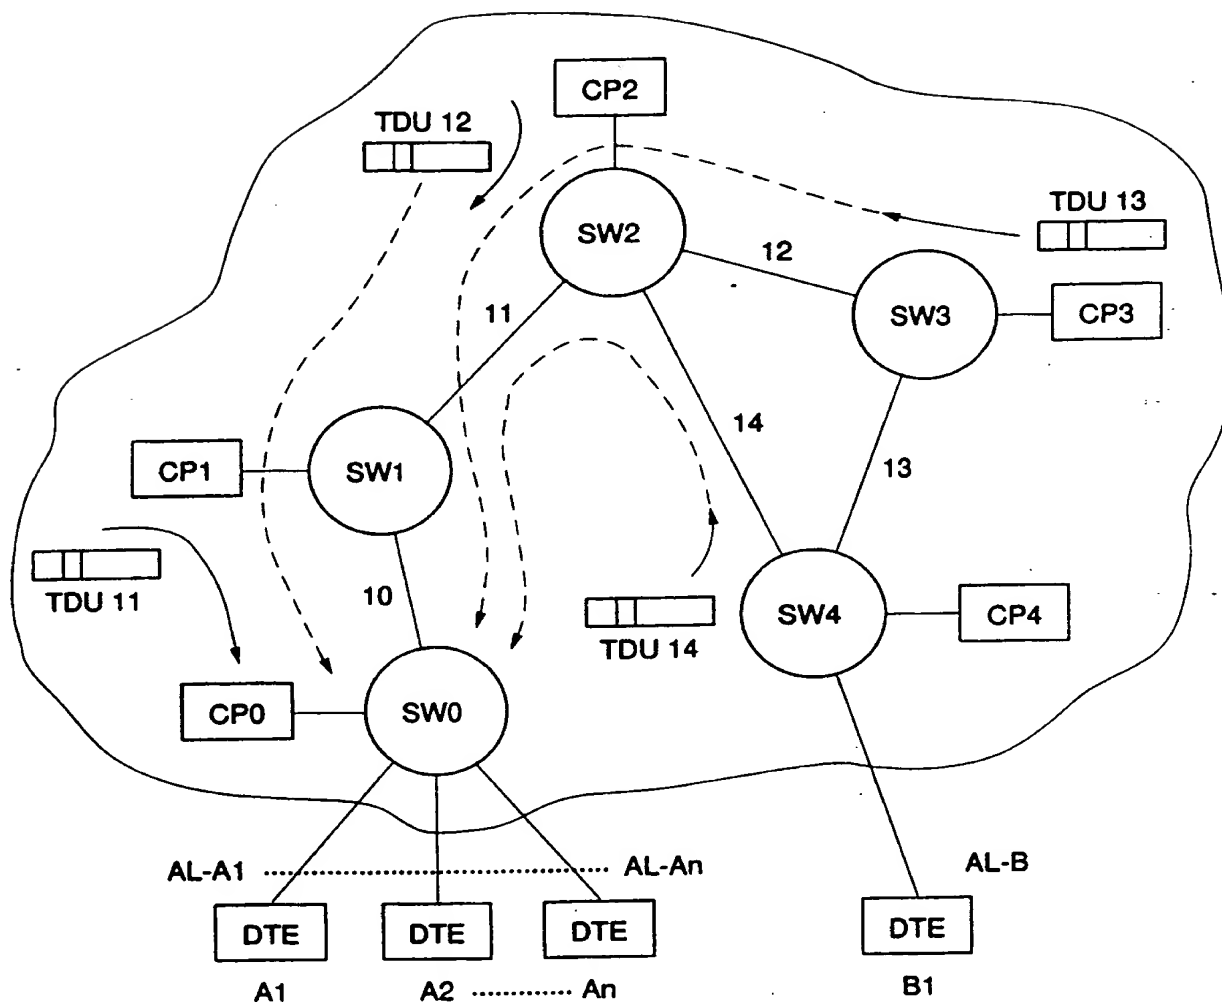 CP2
TDU 12
TDU 13
SW2
12
SW3
CP3
11
14
13
CP1
SW1
TDU 11
10
TDU 14
SW4
CP4
CP0
SW0
AL-A1
AL-An
AL-B
DTE
DTE
DTE
DTE
A1
A2
An
B1